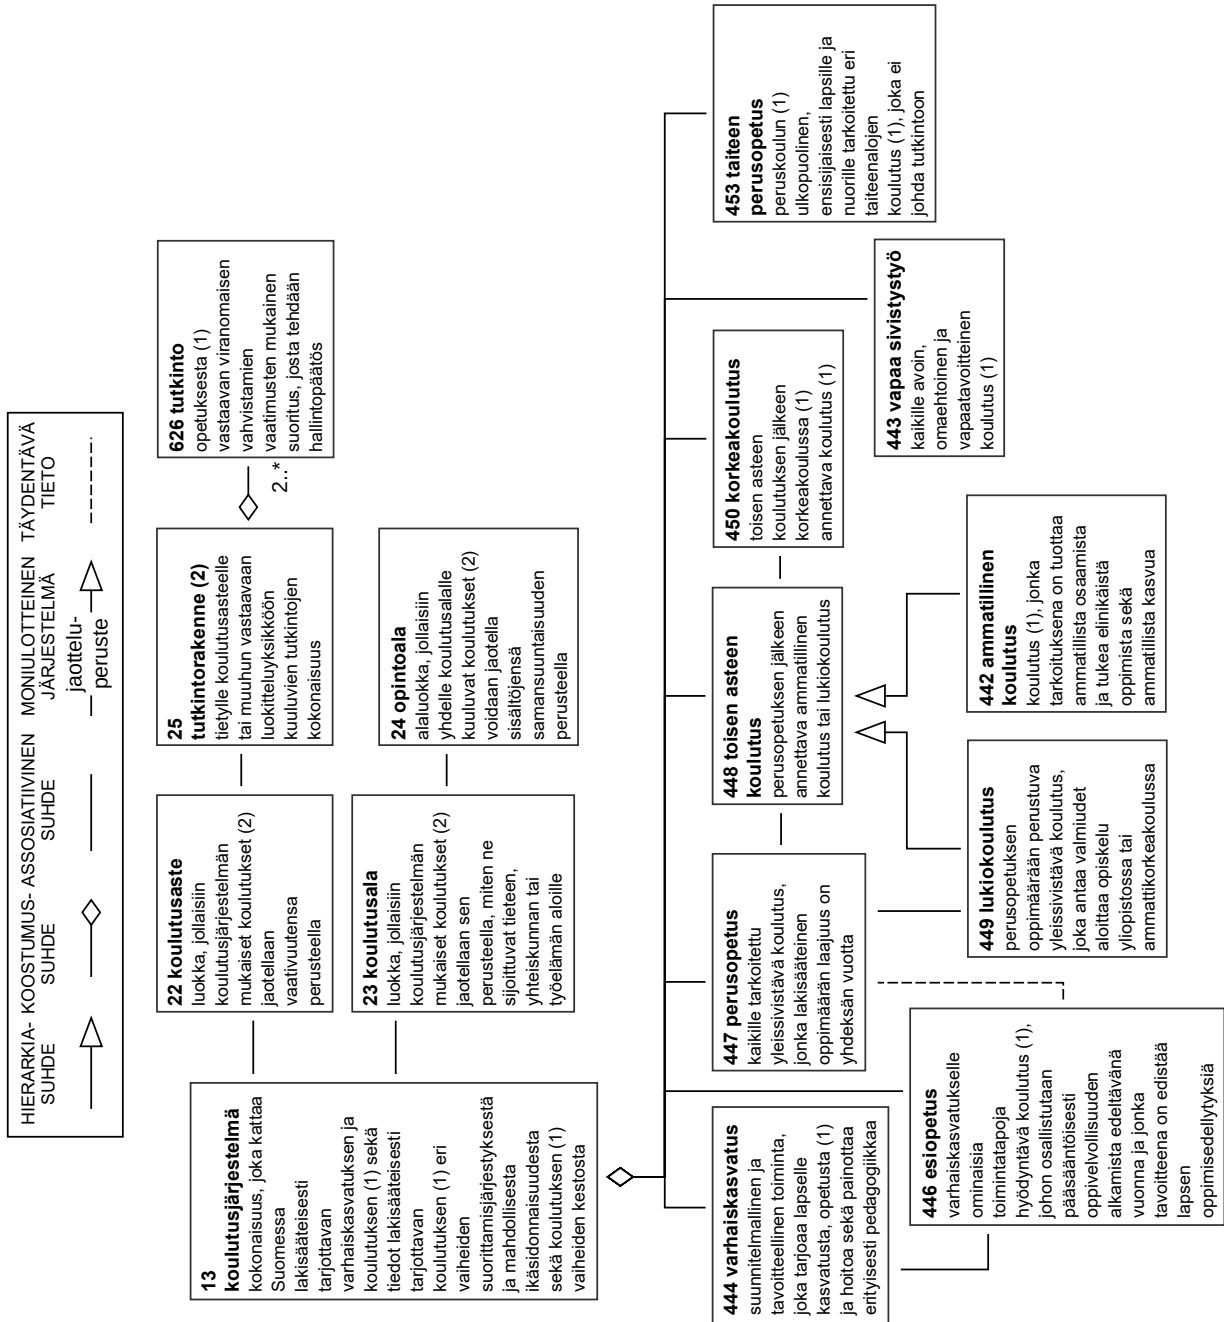 HIERARKIA-
SUHDE
KOOSTUMUS-
SUHDE
ASSOSIATIIVINEN
SUHDE
MONIULOTTEINEN
JÄRJESTELMÄ
jaottelu-
peruste
TÄYDENTÄVÄ
TIETO
13
koulutusjärjestelmä
kokonaisuus, joka kattaa
Suomessa
lakisääteisesti
tarjottavan
varhaiskasvatuksen ja
koulutuksen (1) sekä
tiedot lakisääteisesti
tarjottavan
koulutuksen (1) eri
vaiheiden
suorittamisjärjestyksestä
ja mahdollisesta
ikäsidonnaisuudesta
sekä koulutuksen (1)
vaiheiden kestosta
22 koulutusaste
luokka, jollaisiin
koulutusjärjestelmän
mukaiset koulutukset (2)
jaotellaan
vaativuutensa
perusteella
25
tutkintorakenne (2)
tietylle koulutusasteelle
tai muuhun vastaavaan
luokitteluyksikköön
kuuluvien tutkintojen
kokonaisuus
2..*
626 tutkinto
opetuksesta (1)
vastaavan viranomaisen
vahvistamien
vaatimusten mukainen
suoritus, josta tehdään
hallintopäätös
23 koulutusala
luokka, jollaisiin
koulutusjärjestelmän
mukaiset koulutukset (2)
jaotellaan sen
perusteella, miten ne
sijoittuvat tieteen,
yhteiskunnan tai
työelämän aloille
24 opintoala
alaluokka, jollaisiin
yhdelle koulutusalalle
kuuluvat koulutukset (2)
voidaan jaotella
sisältöjensä
samansuuntaisuuden
perusteella
444 varhaiskasvatus
suunnitelmallinen ja
tavoitteellinen toiminta,
joka tarjoaa lapselle
kasvatusta, opetusta (1)
ja hoitoa sekä painottaa
erityisesti pedagogiikkaa
447 perusopetus
kaikille tarkoitettu
yleissivistävä koulutus,
jonka lakisääteinen
oppimäärän laajuus on
yhdeksän vuotta
448 toisen asteen
koulutus
perusopetuksen jälkeen
annettava ammatillinen
koulutus tai lukiokoulutus
450 korkeakoulutus
toisen asteen
koulutuksen jälkeen
korkeakoulussa (1)
annettava koulutus (1)
453 taiteen
perusopetus
peruskoulun (1)
ulkopuolinen,
ensisijaisesti lapsille ja
nuorille tarkoitettu eri
taiteenalojen
koulutus (1), joka ei
johda tutkintoon
446 esiopetus
varhaiskasvatukselle
ominaisia
toimintatapoja
hyödyntävä koulutus (1),
johon osallistutaan
pääsääntöisesti
oppivelvollisuuden
alkamista edeltävänä
vuonna ja jonka
tavoitteena on edistää
lapsen
oppimisedellytyksiä
449 lukiokoulutus
perusopetuksen
oppimäärään perustuva
yleissivistävä koulutus,
joka antaa valmiudet
aloittaa opiskelu
yliopistossa tai
ammattikorkeakoulussa
442 ammatillinen
koulutus
koulutus (1), jonka
tarkoituksena on tuottaa
ammatillista osaamista
ja tukea elinikäistä
oppimista sekä
ammatillista kasvua
443 vapaa sivistystyö
kaikille avoin,
omaehtoinen ja
vapaatavoitteinen
koulutus (1)